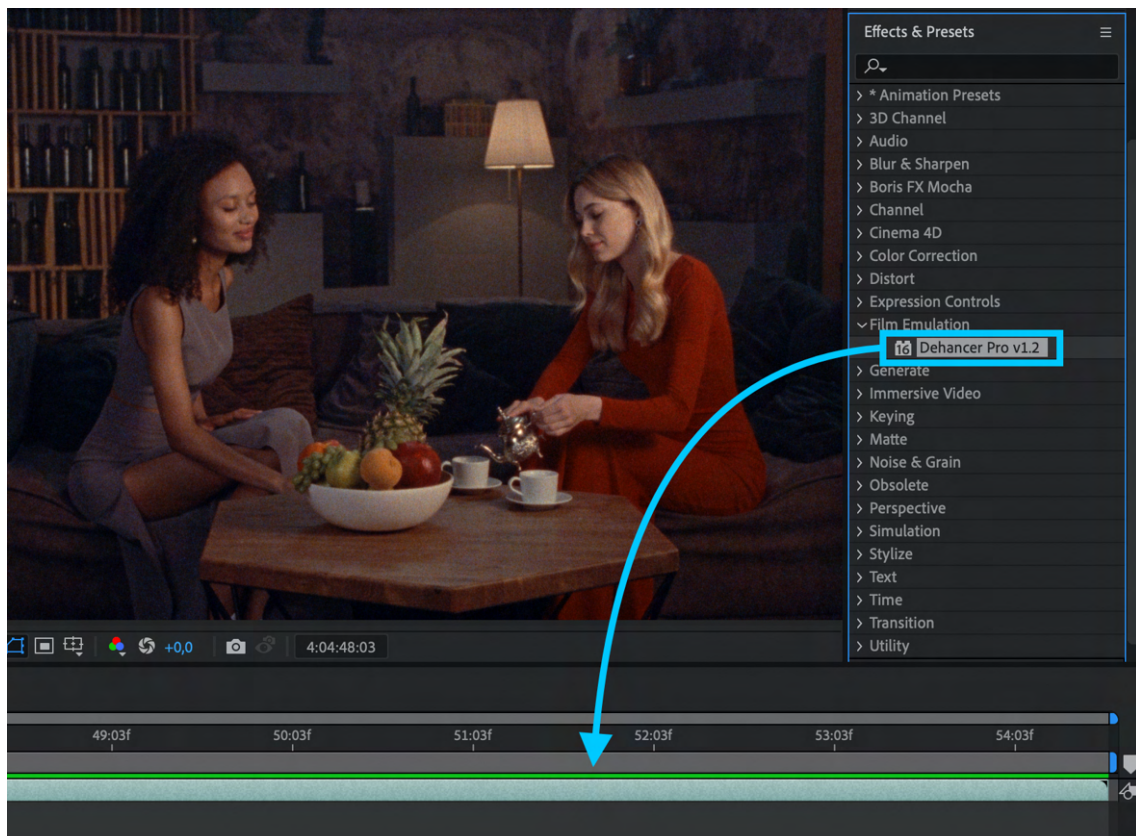 Effects & Presets
* Animation Presets
3D Channel
Audio
Blur & Sharpen
Boris FX Mocha
Channel
Cinema 4D
Color Correction
Distort
Expression Controls
Film Emulation
16 Dehancer Pro v1.2
Generate
Immersive Video
Keying
Matte
Noise & Grain
Obsolete
Perspective
Simulation
Stylize
Text
Time
Transition
Utility
+0,0 4:04:48:03
49:03f 50:03f 51:03f 52:03f 53:03f 54:03f